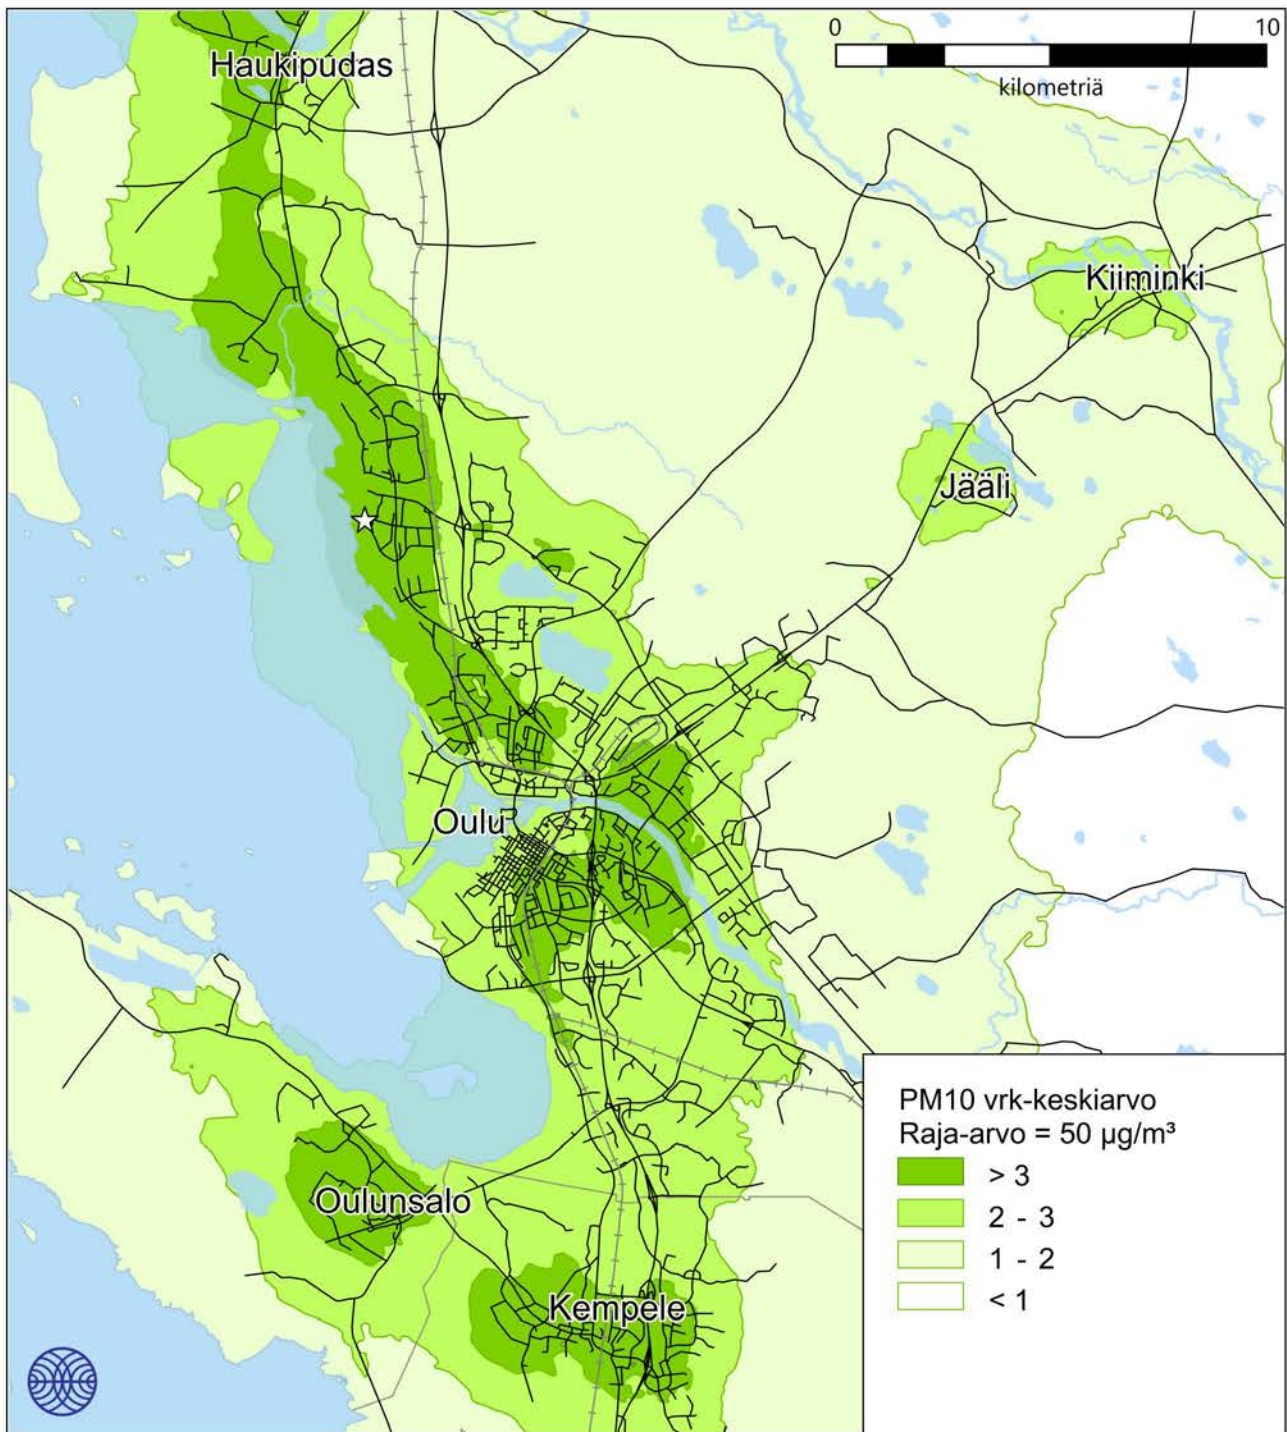 0 10
kilometriä
Haukipudas
Kiiminki
Jääli
Oulu
Oulunsalo
Kempele
PM10 vrk-keskiarvo
Raja-arvo = 50 µg/m³
> 3
2 - 3
1 - 2
< 1